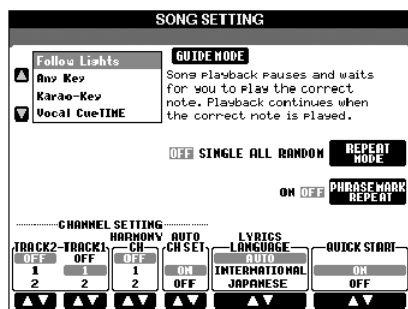 SONG SETTING
Follow Lights
Any Key
Karao-Key
Vocal CueTIME
GUIDE MODE
Song playback pauses and waits
for you to play the correct
note. Playback continues when
the correct note is played.
OFF SINGLE ALL RANDOM REPEAT MODE
ON OFF PHRASE MARK REPEAT
CHANNEL SETTING
TRACK2 TRACK1 HARMONY CH AUTO CH SET LYRICS LANGUAGE QUICK START
OFF OFF OFF AUTO
1 1 1 ON INTERNATIONAL ON
2 2 2 OFF JAPANESE OFF